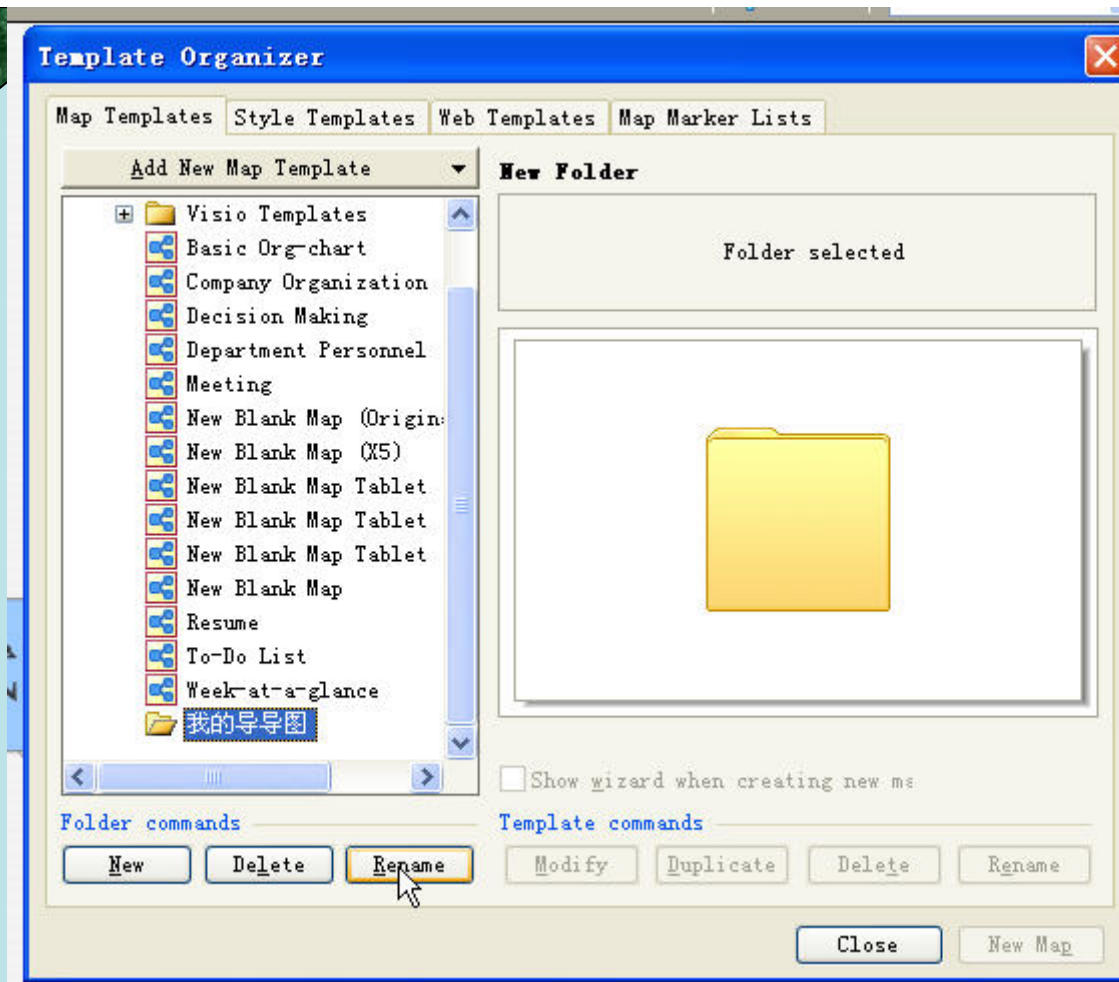 Template Organizer
Map Templates Style Templates Web Templates Map Marker Lists
Add New Map Template
New Folder
Folder selected
Visio Templates
Basic Org-chart
Company Organization
Decision Making
Department Personnel
Meeting
New Blank Map (Origin
New Blank Map (X5)
New Blank Map Tablet
New Blank Map Tablet
New Blank Map Tablet
New Blank Map
Resume
To-Do List
Week-at-a-glance
我的导导图
Show wizard when creating new ma
Folder commands
New Delete Rename
Template commands
Modify Duplicate Delete Rename
Close New Map